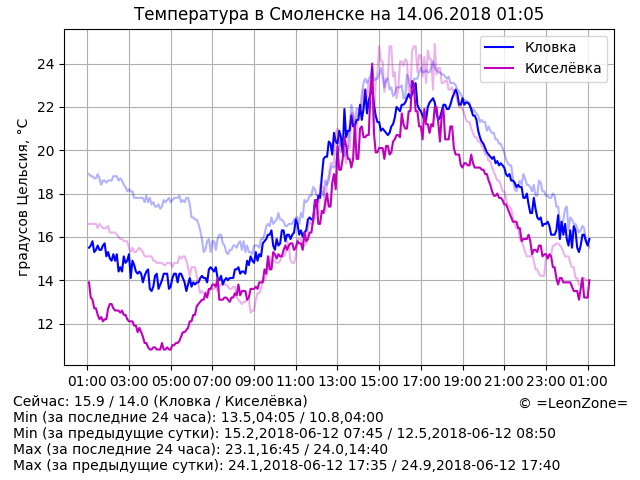 Температура в Смоленске на 14.06.2018 01:05
Кловка
Киселёвка
градусов Цельсия, °C
24
22
20
18
16
14
12
01:00 03:00 05:00 07:00 09:00 11:00 13:00 15:00 17:00 19:00 21:00 23:00 01:00
Сейчас: 15.9 / 14.0 (Кловка / Киселёвка)
© =LeonZone=
Min (за последние 24 часа): 13.5,04:05 / 10.8,04:00
Min (за предыдущие сутки): 15.2,2018-06-12 07:45 / 12.5,2018-06-12 08:50
Max (за последние 24 часа): 23.1,16:45 / 24.0,14:40
Max (за предыдущие сутки): 24.1,2018-06-12 17:35 / 24.9,2018-06-12 17:40